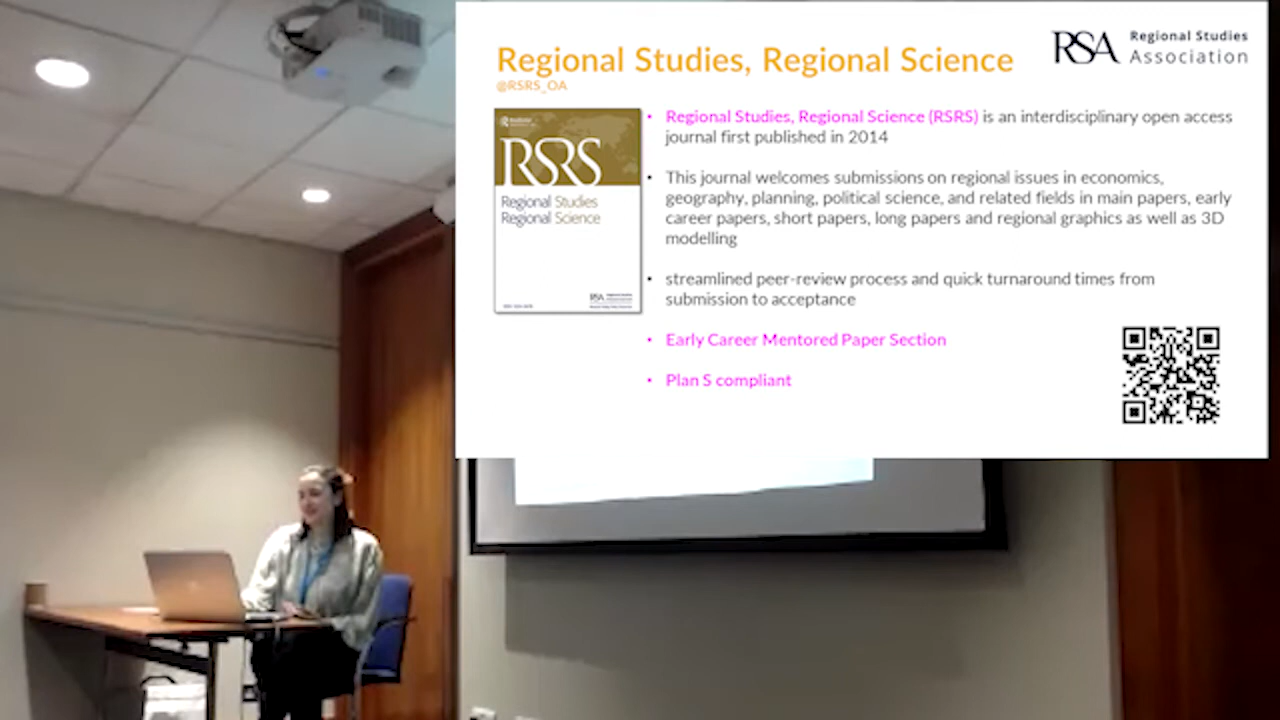 Regional Studies, Regional Science
@RSRS_OA
RSA Regional Studies
Association
RSRS
Regional Studies
Regional Science
RSA
• Regional Studies, Regional Science (RSRS) is an interdisciplinary open access
journal first published in 2014
• This journal welcomes submissions on regional issues in economics,
geography, planning, political science, and related fields in main papers, early
career papers, short papers, long papers and regional graphics as well as 3D
modelling
• streamlined peer-review process and quick turnaround times from
submission to acceptance
• Early Career Mentored Paper Section
• Plan S compliant